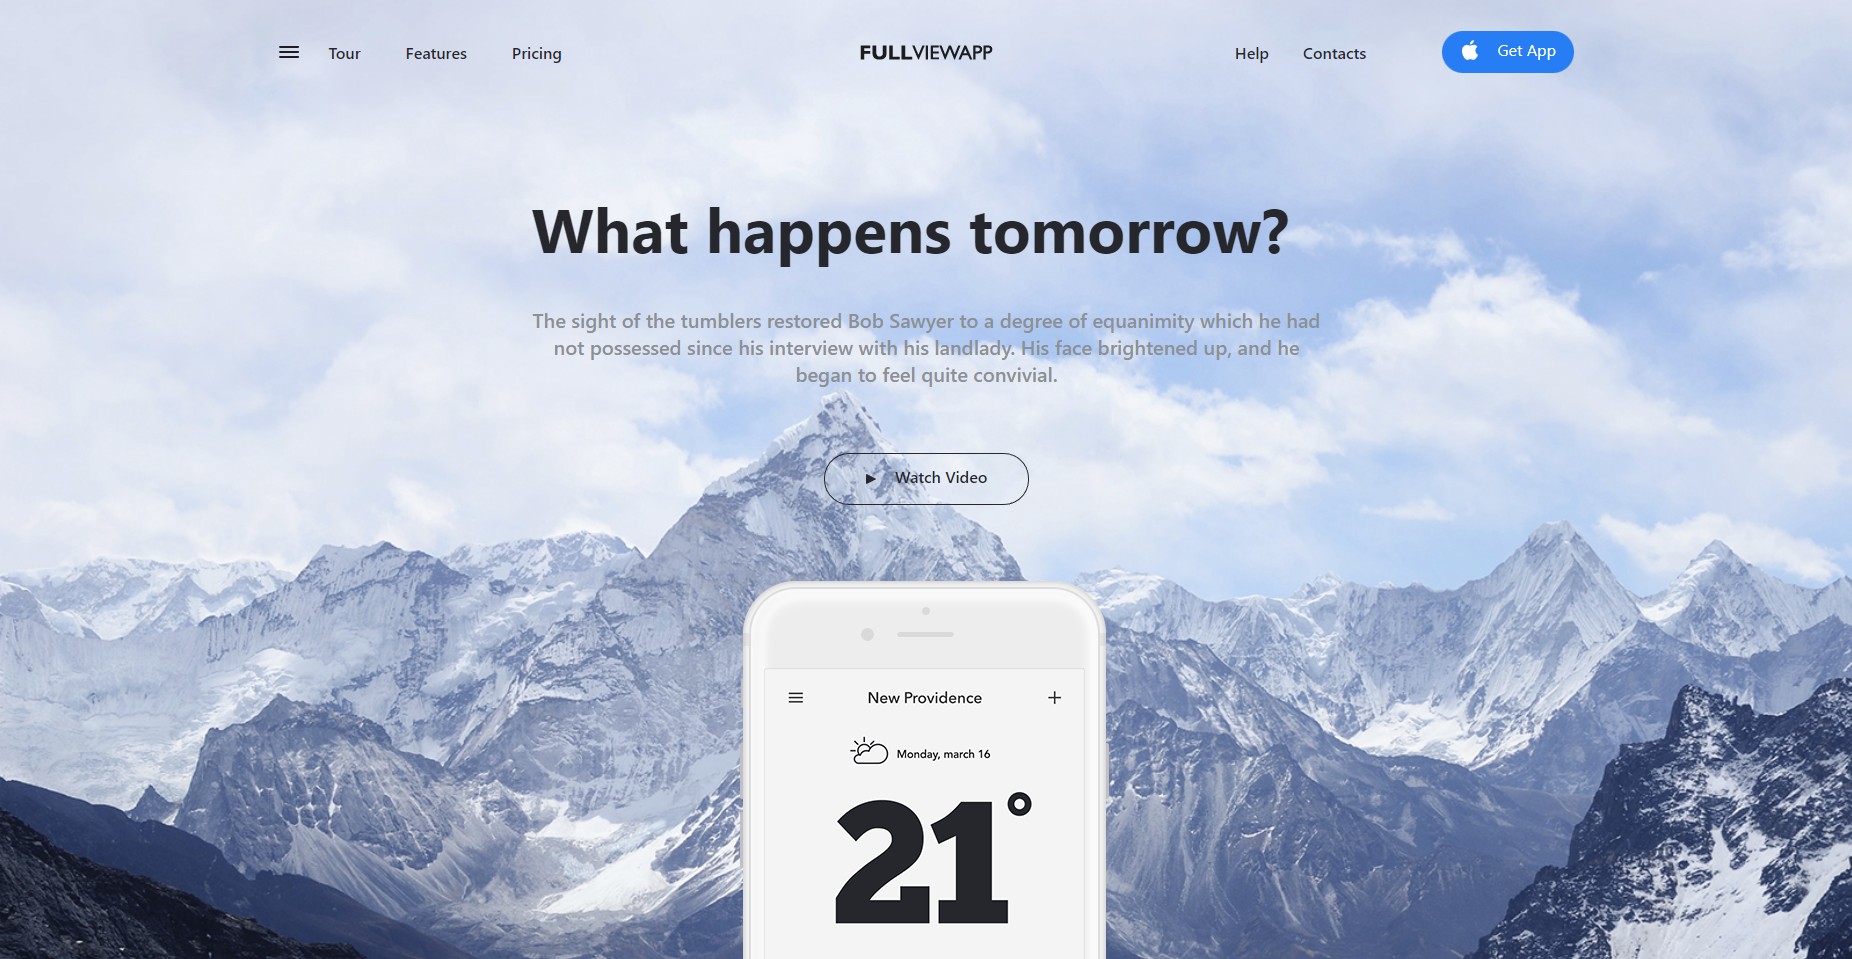 Tour Features Pricing FULLVIEWAPP Help Contacts Get App
What happens tomorrow?
The sight of the tumblers restored Bob Sawyer to a degree of equanimity which he had
not possessed since his interview with his landlady. His face brightened up, and he
began to feel quite convivial.
Watch Video
New Providence
Monday, march 16
21°